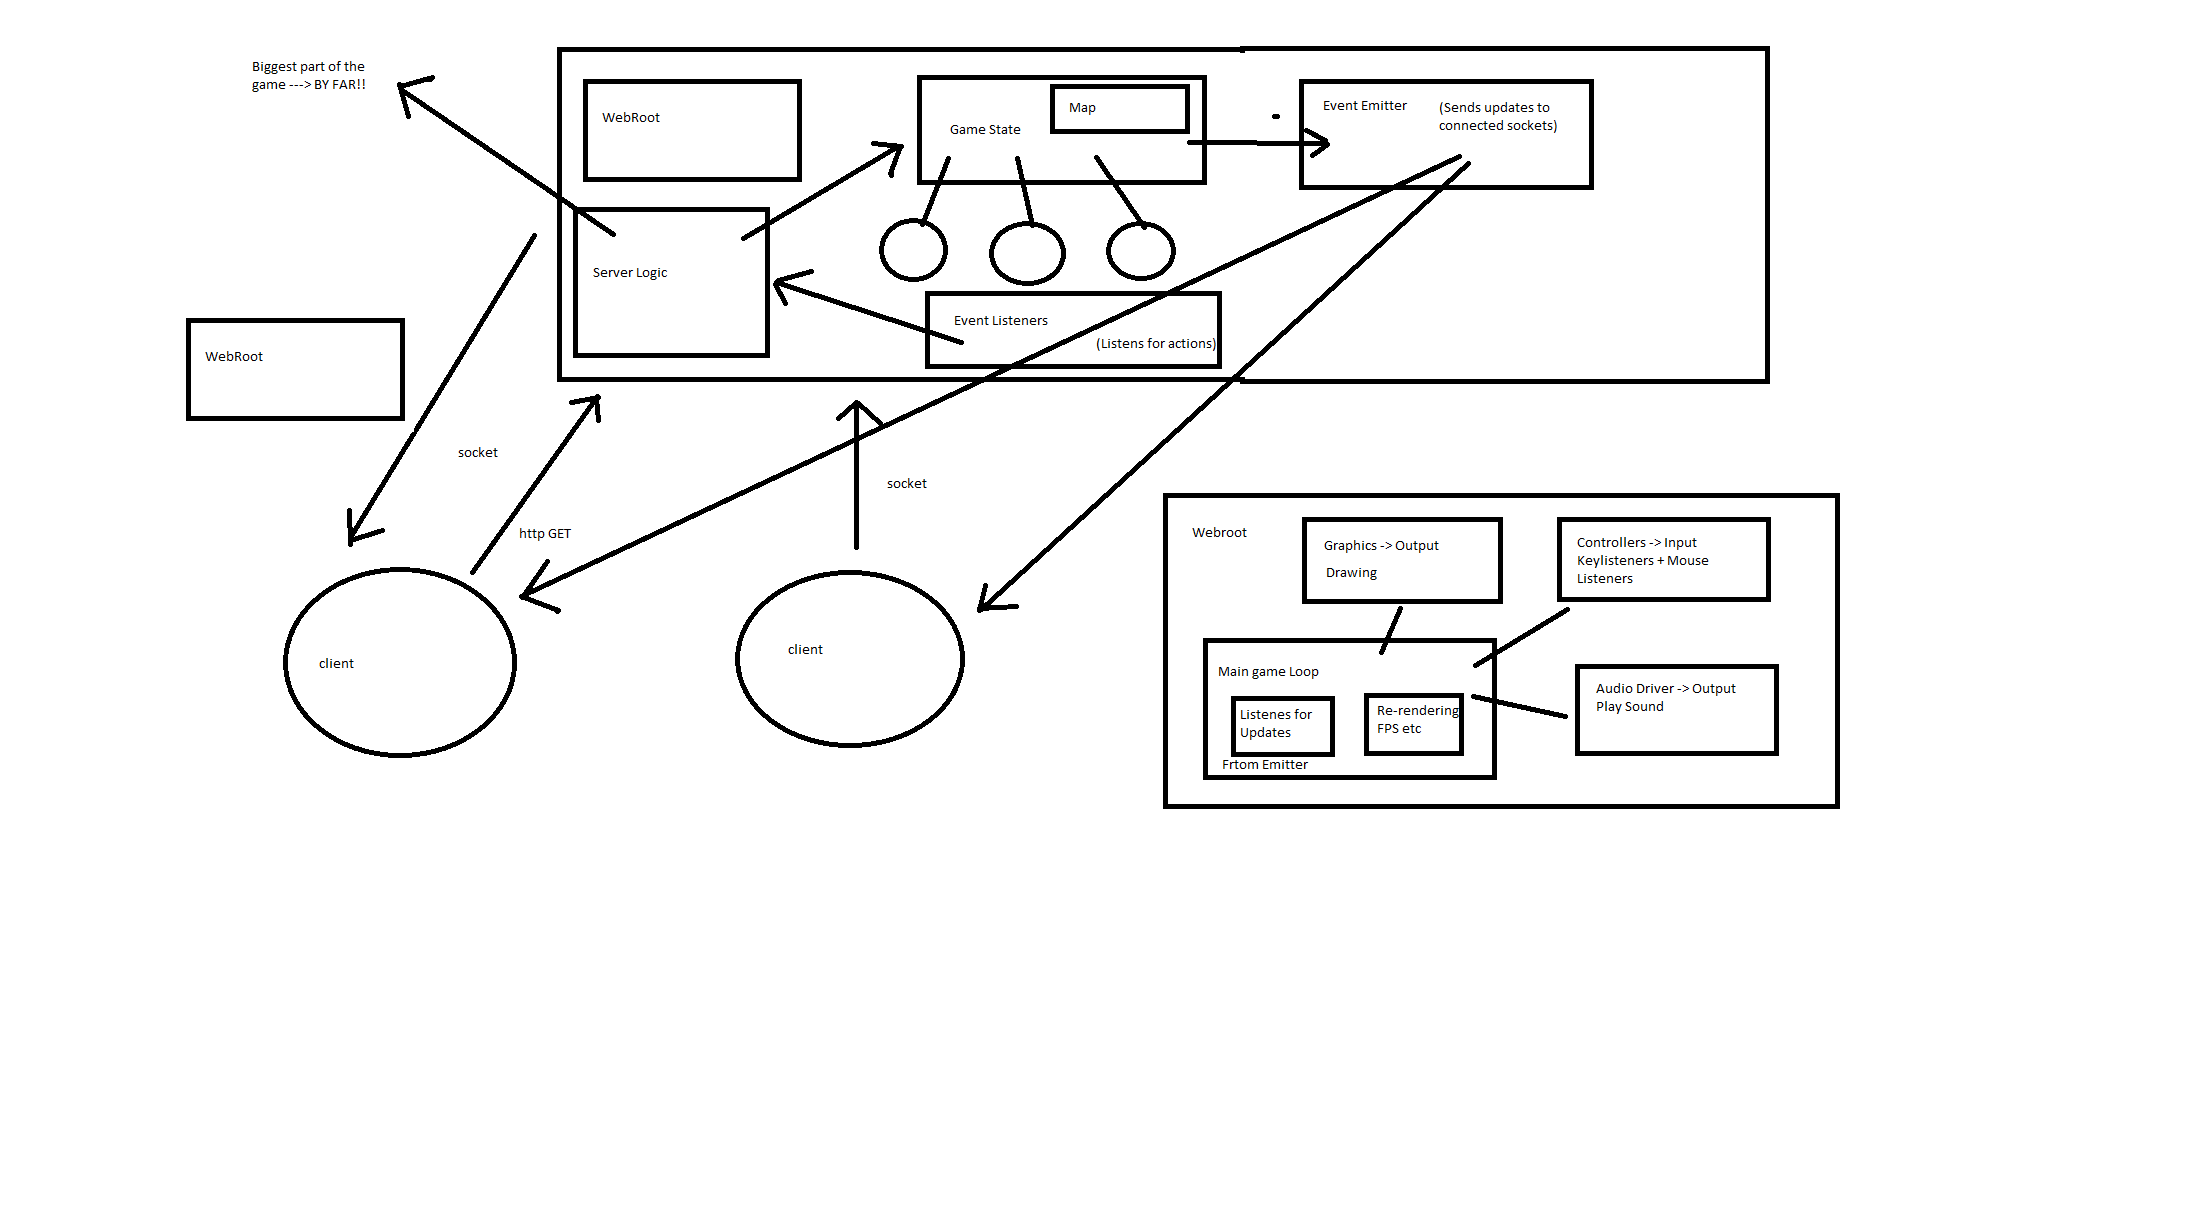 Biggest part of the
game ---> BY FAR!!
WebRoot
Game State
Map
Event Emitter
(Sends updates to
connected sockets)
Server Logic
Event Listeners
(Listens for actions)
WebRoot
socket
http GET
socket
client
client
Webroot
Graphics -> Output
Drawing
Controllers -> Input
Keylisteners + Mouse
Listeners
Main game Loop
Listenes for
Updates
Frtom Emitter
Re-rendering
FPS etc
Audio Driver -> Output
Play Sound